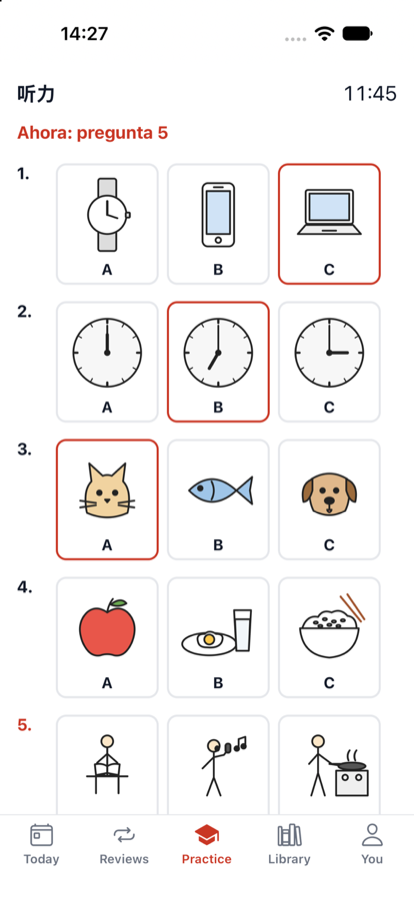 14:27
听力
11:45
Ahora: pregunta 5
1.
A
B
C
2.
A
B
C
3.
A
B
C
4.
A
B
C
5.
Today
Reviews
Practice
Library
You